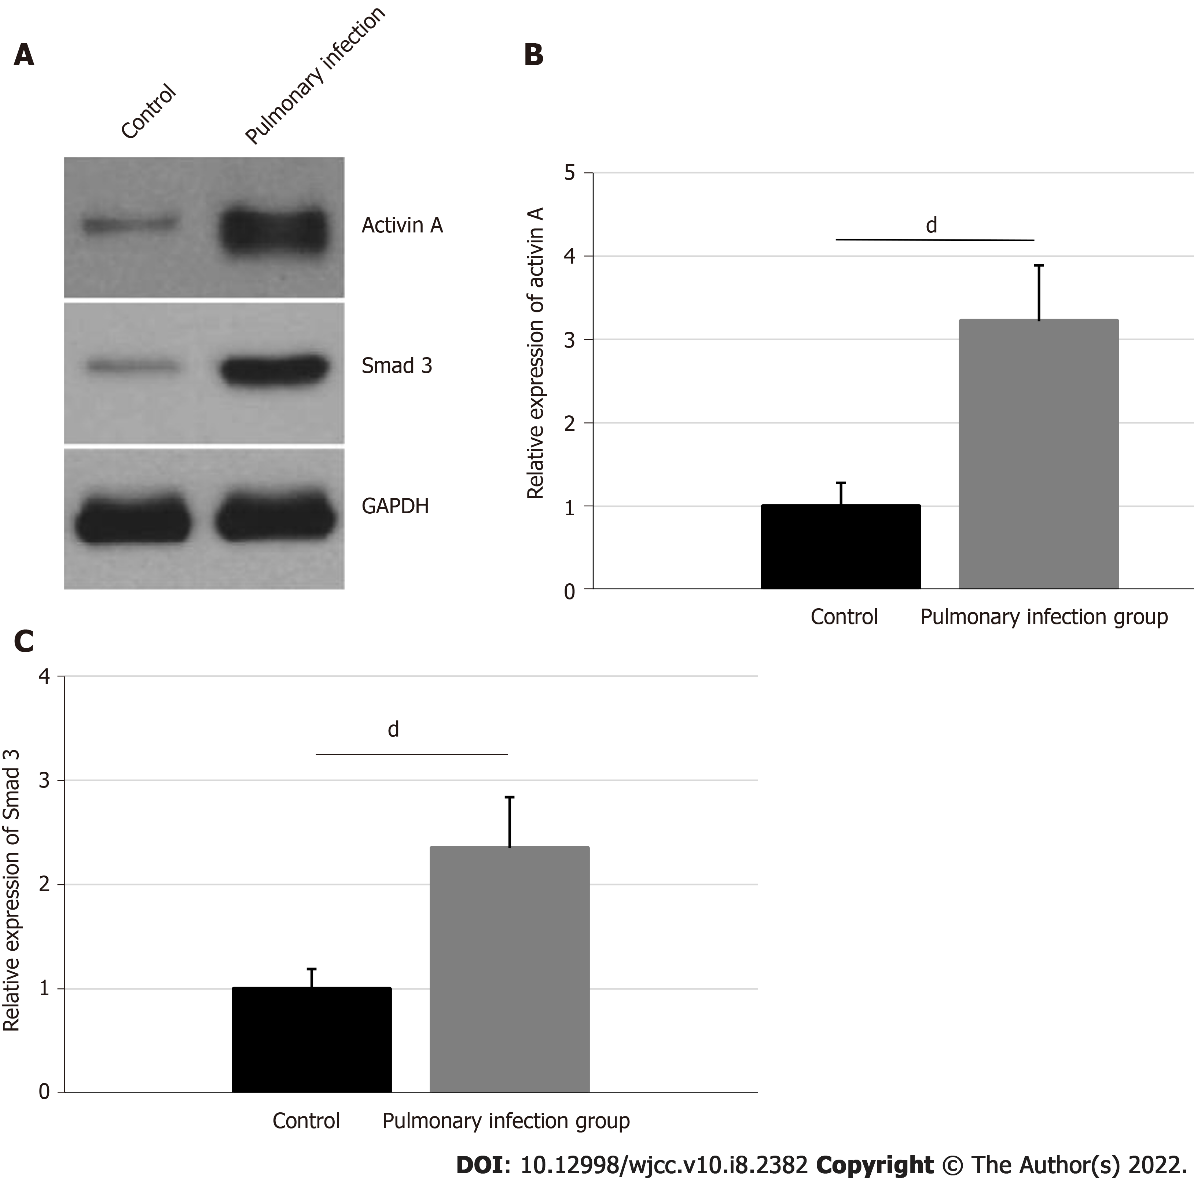 A
Control
Pulmonary infection
Activin A
Smad 3
GAPDH
B
Relative expression of activin A
5
4
3
2
1
0
d
Control
Pulmonary infection group
C
Relative expression of Smad 3
4
3
2
1
0
d
Control
Pulmonary infection group
DOI: 10.12998/wjcc.v10.i8.2382 Copyright © The Author(s) 2022.